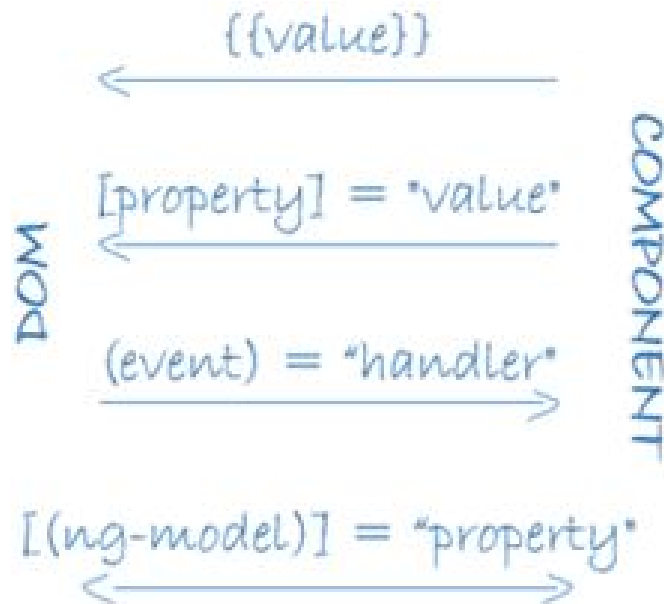 {{value}}
[property] = "value"
(event) = "handler"
[(ng-model)] = "property"
DOM
COMPONENT